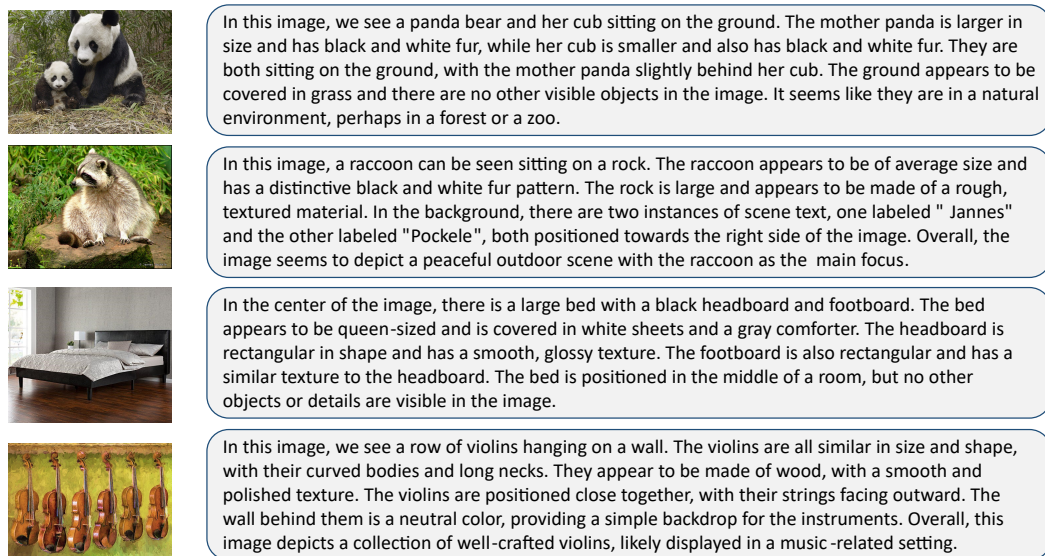 In this image, we see a panda bear and her cub sitting on the ground. The mother panda is larger in
size and has black and white fur, while her cub is smaller and also has black and white fur. They are
both sitting on the ground, with the mother panda slightly behind her cub. The ground appears to be
covered in grass and there are no other visible objects in the image. It seems like they are in a natural
environment, perhaps in a forest or a zoo.
In this image, a raccoon can be seen sitting on a rock. The raccoon appears to be of average size and
has a distinctive black and white fur pattern. The rock is large and appears to be made of a rough,
textured material. In the background, there are two instances of scene text, one labeled " Jannes"
and the other labeled "Pockele", both positioned towards the right side of the image. Overall, the
image seems to depict a peaceful outdoor scene with the raccoon as the main focus.
In the center of the image, there is a large bed with a black headboard and footboard. The bed
appears to be queen-sized and is covered in white sheets and a gray comforter. The headboard is
rectangular in shape and has a smooth, glossy texture. The footboard is also rectangular and has a
similar texture to the headboard. The bed is positioned in the middle of a room, but no other
objects or details are visible in the image.
In this image, we see a row of violins hanging on a wall. The violins are all similar in size and shape,
with their curved bodies and long necks. They appear to be made of wood, with a smooth and
polished texture. The violins are positioned close together, with their strings facing outward. The
wall behind them is a neutral color, providing a simple backdrop for the instruments. Overall, this
image depicts a collection of well-crafted violins, likely displayed in a music -related setting.